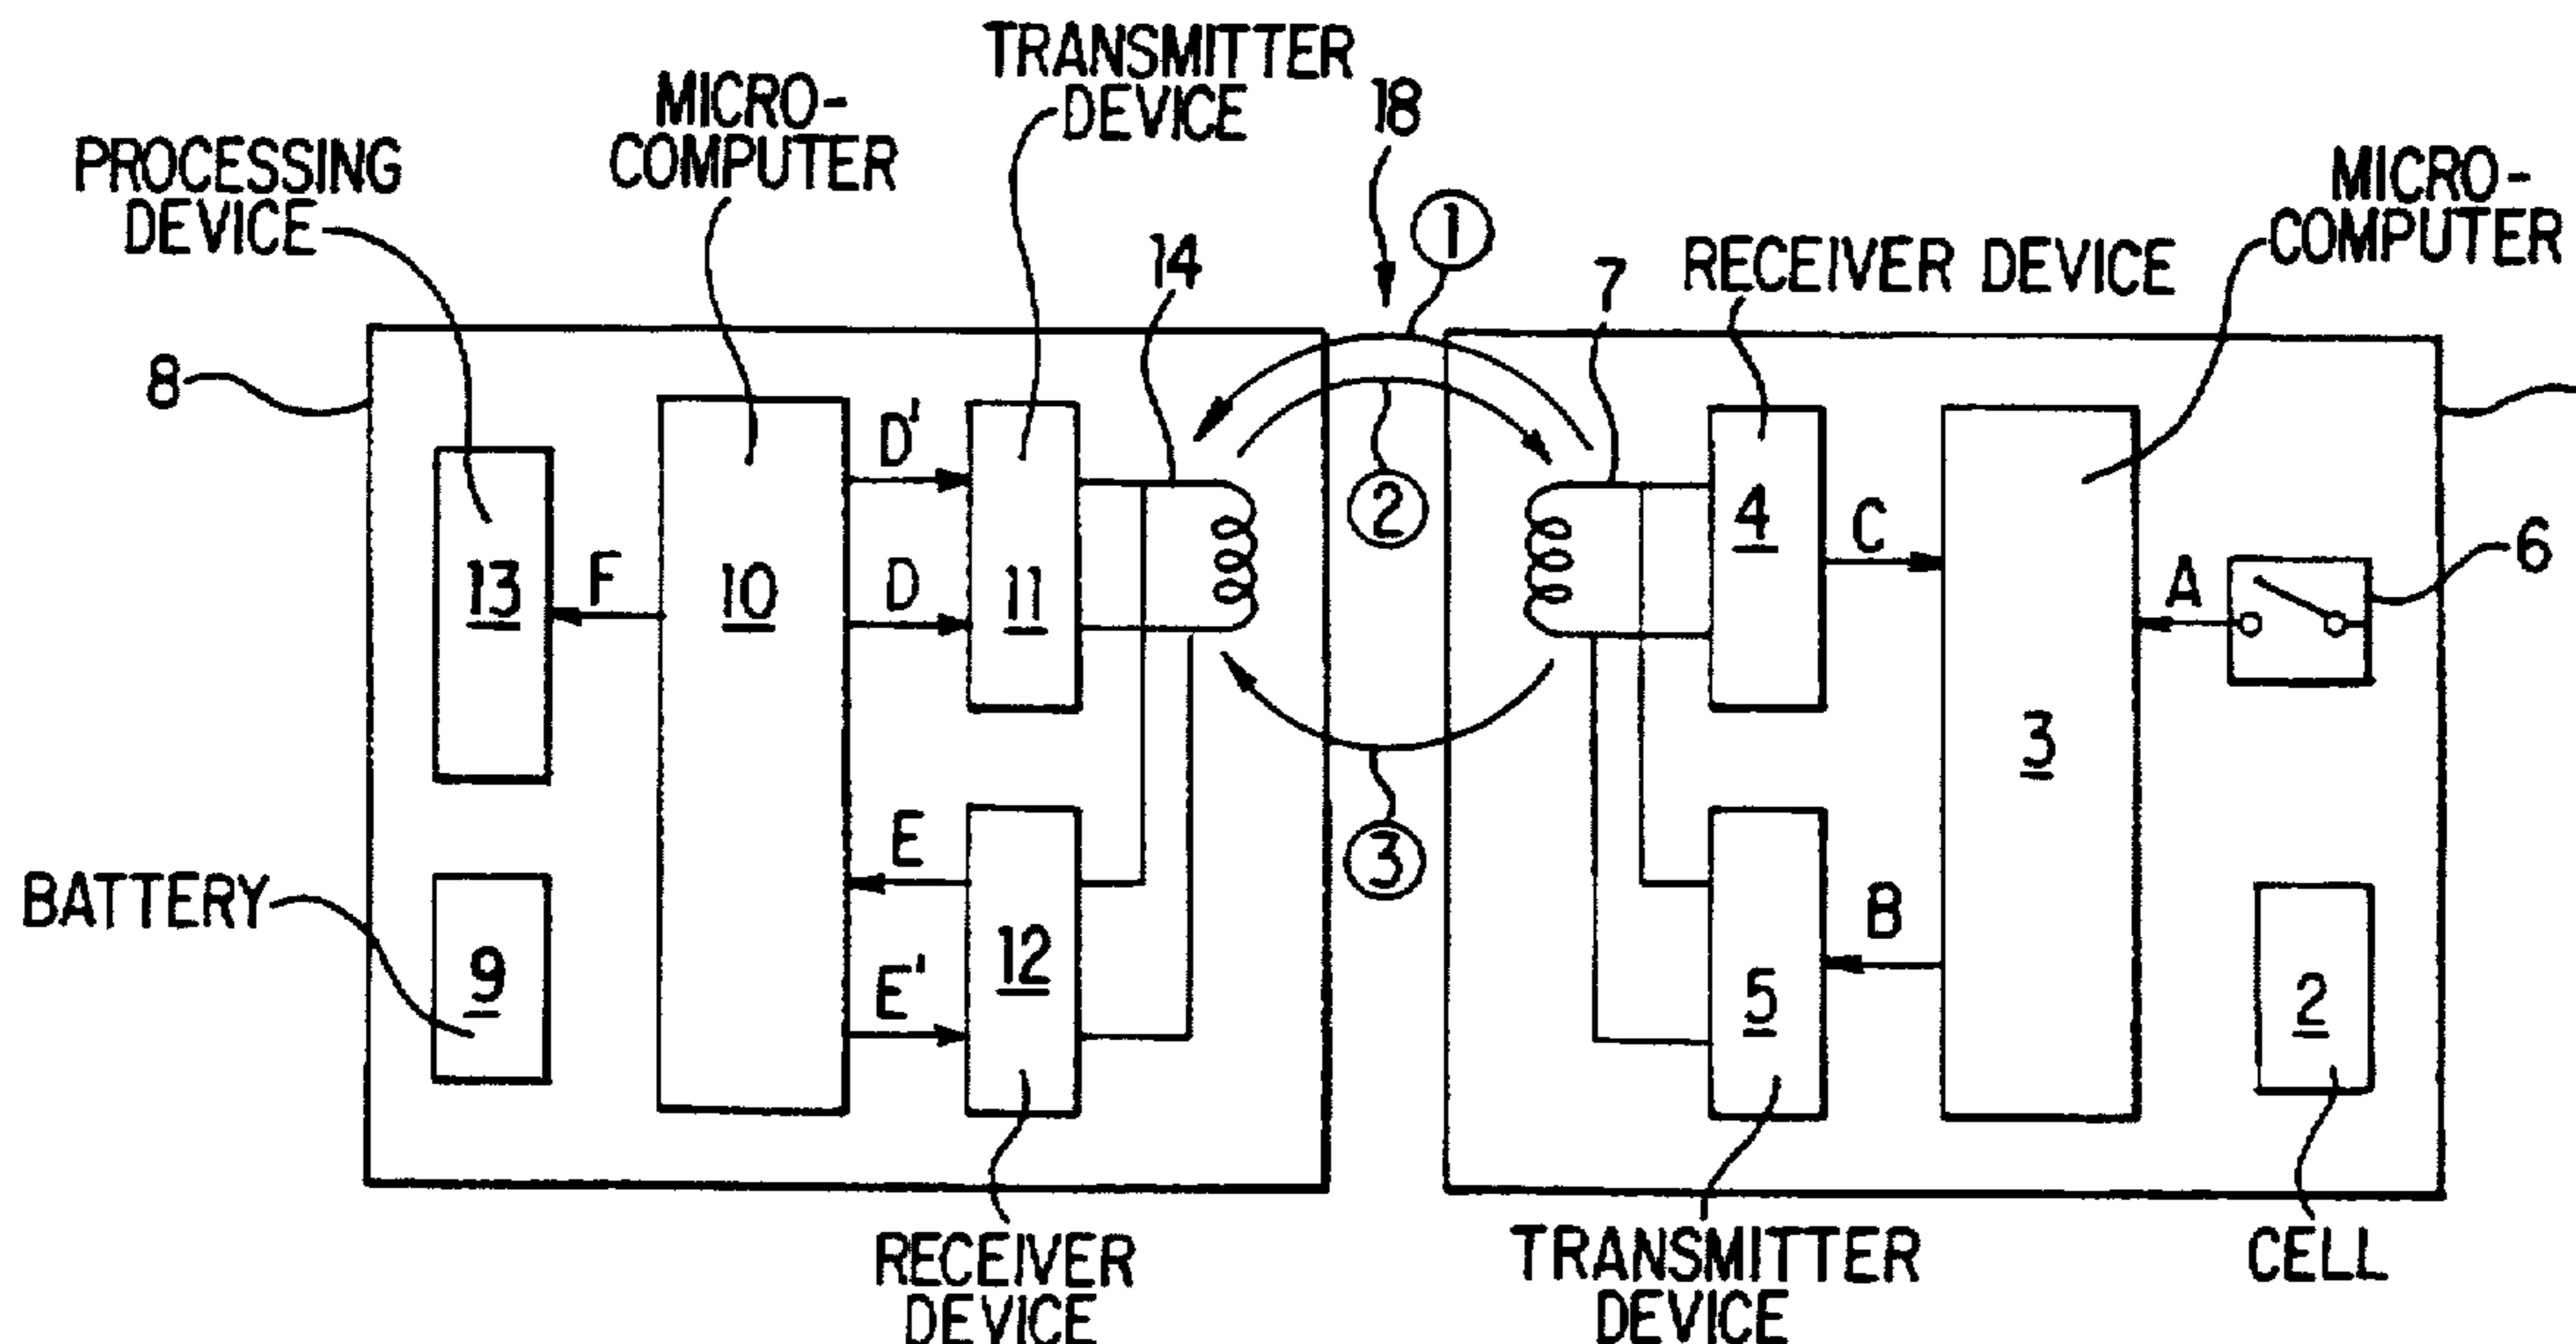 TRANSMITTER
DEVICE
18
MICRO-
COMPUTER
PROCESSING
DEVICE
MICRO-
COMPUTER
1
14
7
RECEIVER DEVICE
8
D'
2
4
C
6
13
F
10
D
11
A
3
E
3
BATTERY
9
12
B
E'
5
2
RECEIVER
DEVICE
TRANSMITTER
DEVICE
CELL